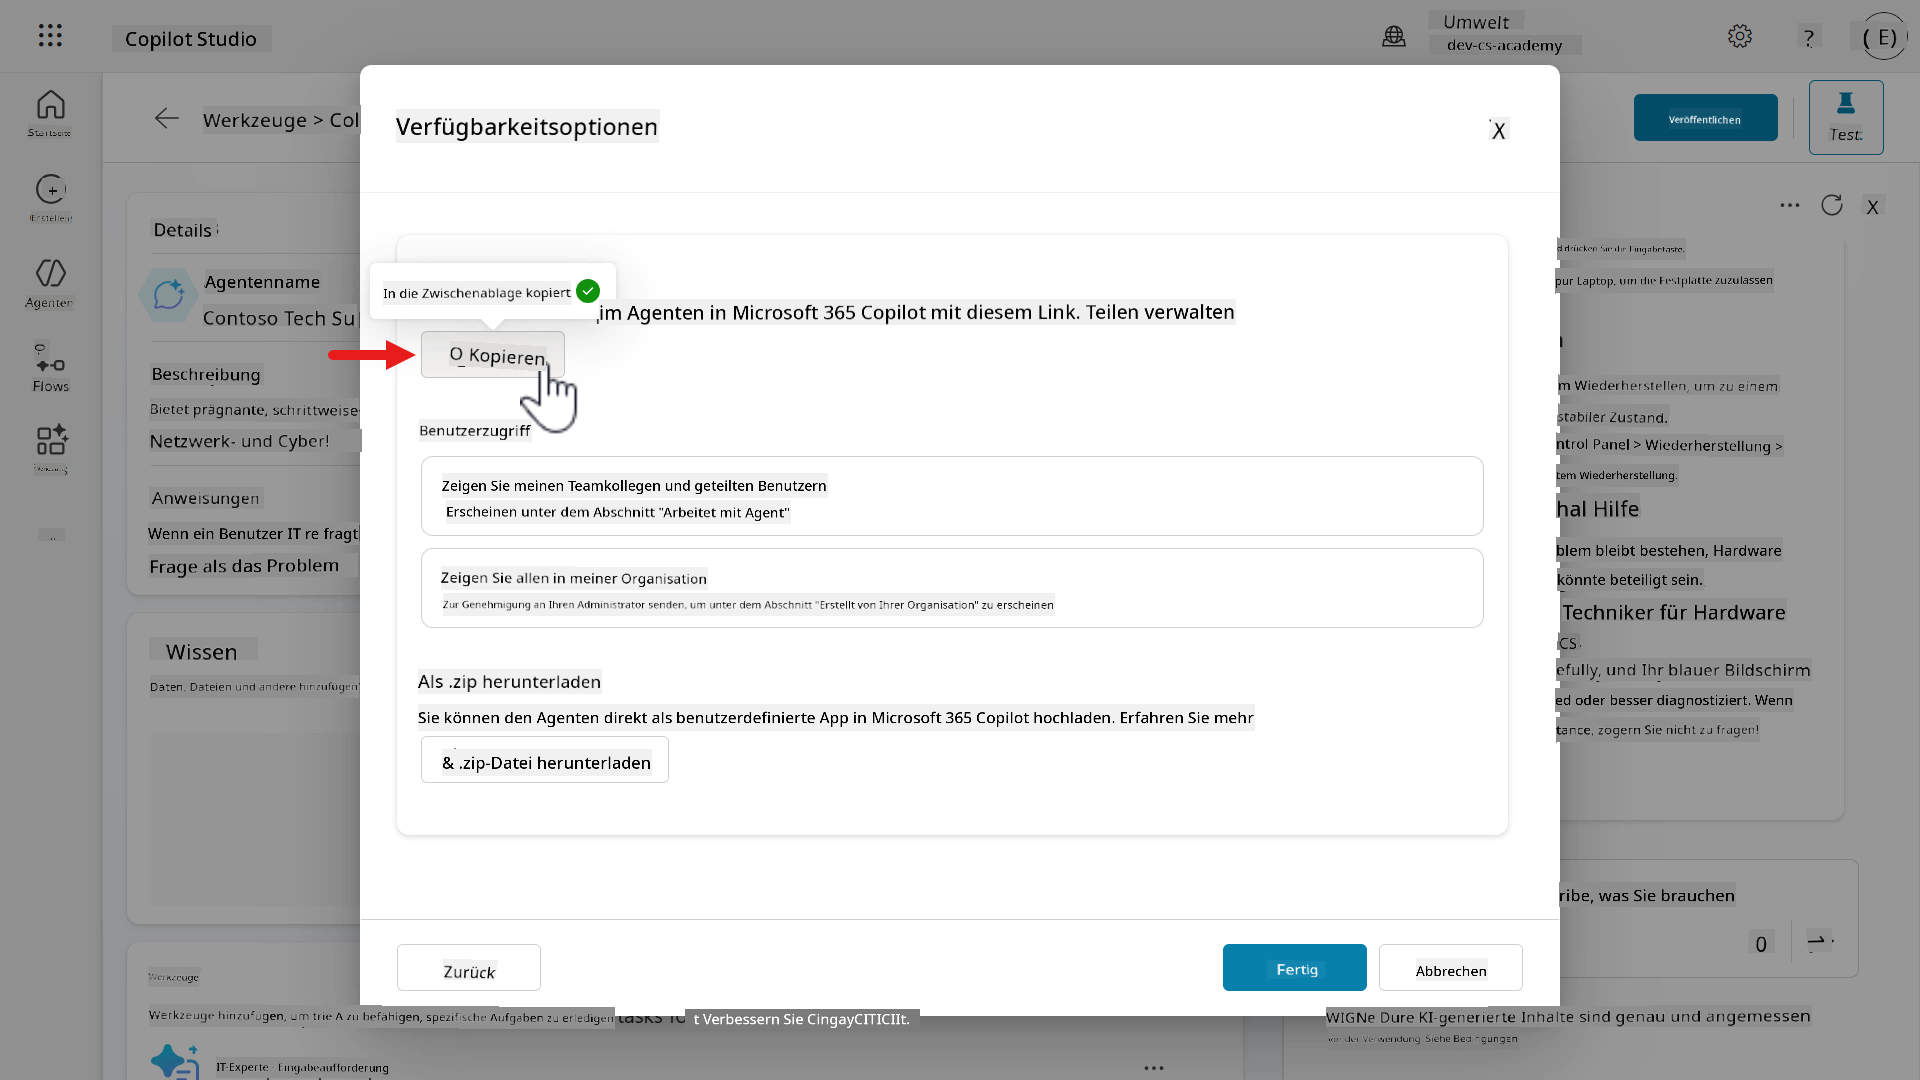 Copilot Studio
Umwelt
dev-cs-academy
?
( E)
Startseite
Erstellen
Agenten
Flows
Werkzeuge > Col
Veröffentlichen
Test.
Details
Agentenname
Contoso Tech Su
Beschreibung
Bietet prägnante, schrittweise
Netzwerk- und Cyber!
Anweisungen
Wenn ein Benutzer IT re fragt
Frage als das Problem
Wissen
Daten, Dateien und andere hinzufügen
Werkzeuge
Werkzeuge hinzufügen, um trie A zu befähigen, spezifische Aufgaben zu erledigen
t Verbessern Sie CingayCITICIIt.
IT-Experte - Eingabeaufforderung
Verfügbarkeitsoptionen
X
In die Zwischenablage kopiert
im Agenten in Microsoft 365 Copilot mit diesem Link. Teilen verwalten
O Kopieren
Benutzerzugriff
Zeigen Sie meinen Teamkollegen und geteilten Benutzern
Erscheinen unter dem Abschnitt "Arbeitet mit Agent"
Zeigen Sie allen in meiner Organisation
Zur Genehmigung an Ihren Administrator senden, um unter dem Abschnitt "Erstellt von Ihrer Organisation" zu erscheinen
Als .zip herunterladen
Sie können den Agenten direkt als benutzerdefinierte App in Microsoft 365 Copilot hochladen. Erfahren Sie mehr
& .zip-Datei herunterladen
Zurück
Fertig
Abbrechen
X
d drücken Sie die Eingabetaste.
pur Laptop, um die Festplatte zuzulassen
m Wiederherstellen, um zu einem
stabiler Zustand.
ntrol Panel > Wiederherstellung >
tem Wiederherstellung.
nal Hilfe
blem bleibt bestehen, Hardware
könnte beteiligt sein.
Techniker für Hardware
CS.
efully, und Ihr blauer Bildschirm
ed oder besser diagnostiziert. Wenn
tance, zögern Sie nicht zu fragen!
ribe, was Sie brauchen
0
WIGNe Dure KI-generierte Inhalte sind genau und angemessen
vor der Verwendung. Siehe Bedingungen